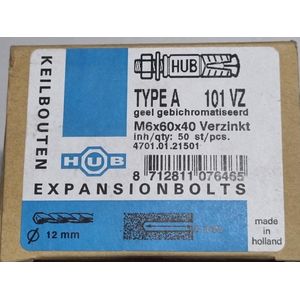 KEILBOUTEN
HUB
TYPE A 101 VZ
geel gebichromatiseerd
M6x60x40 Verzinkt
inh/qty: 50 st/pcs.
4701.01.21501
HUB
8 712811 076465
EXPANSIONBOLTS
Ø 12 mm
made in
holland